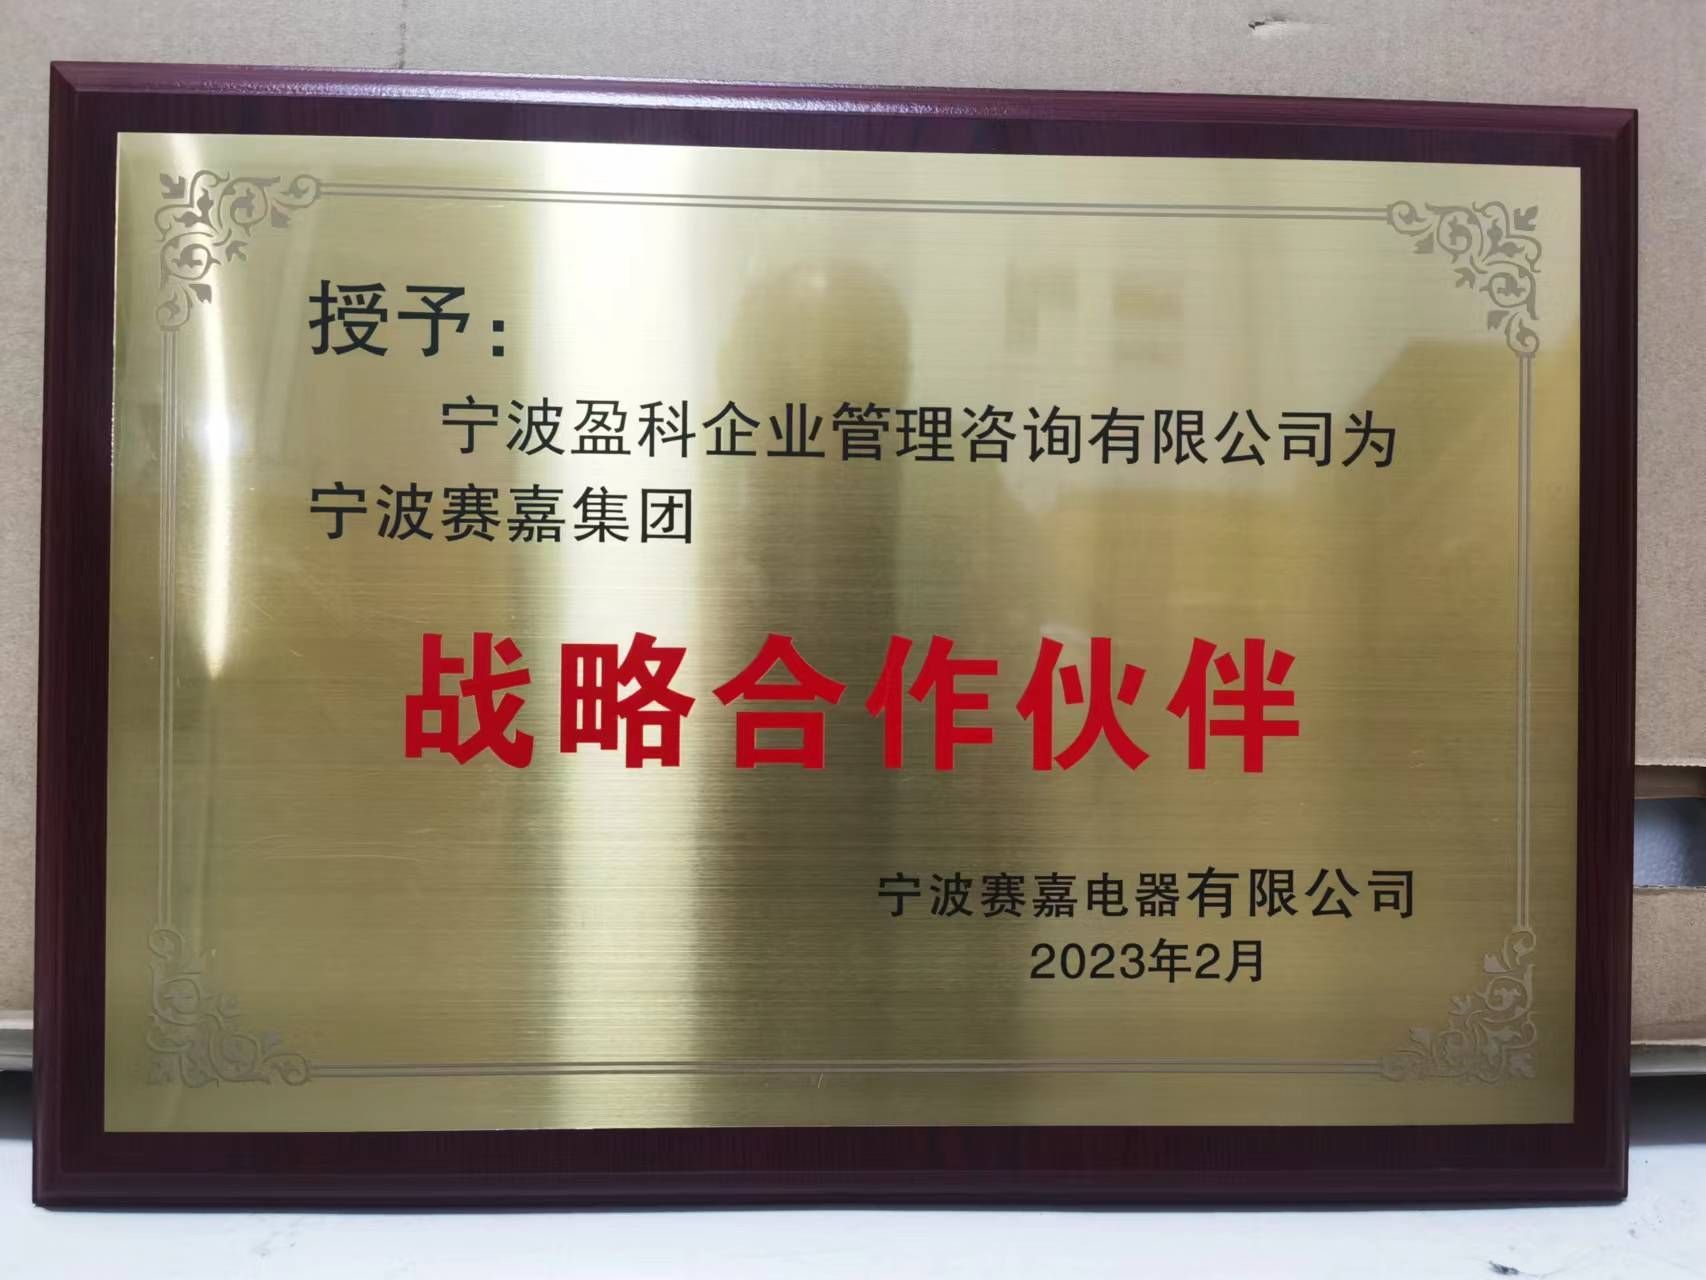 授予：
宁波盈科企业管理咨询有限公司为
宁波赛嘉集团
战略合作伙伴
宁波赛嘉电器有限公司
2023年2月